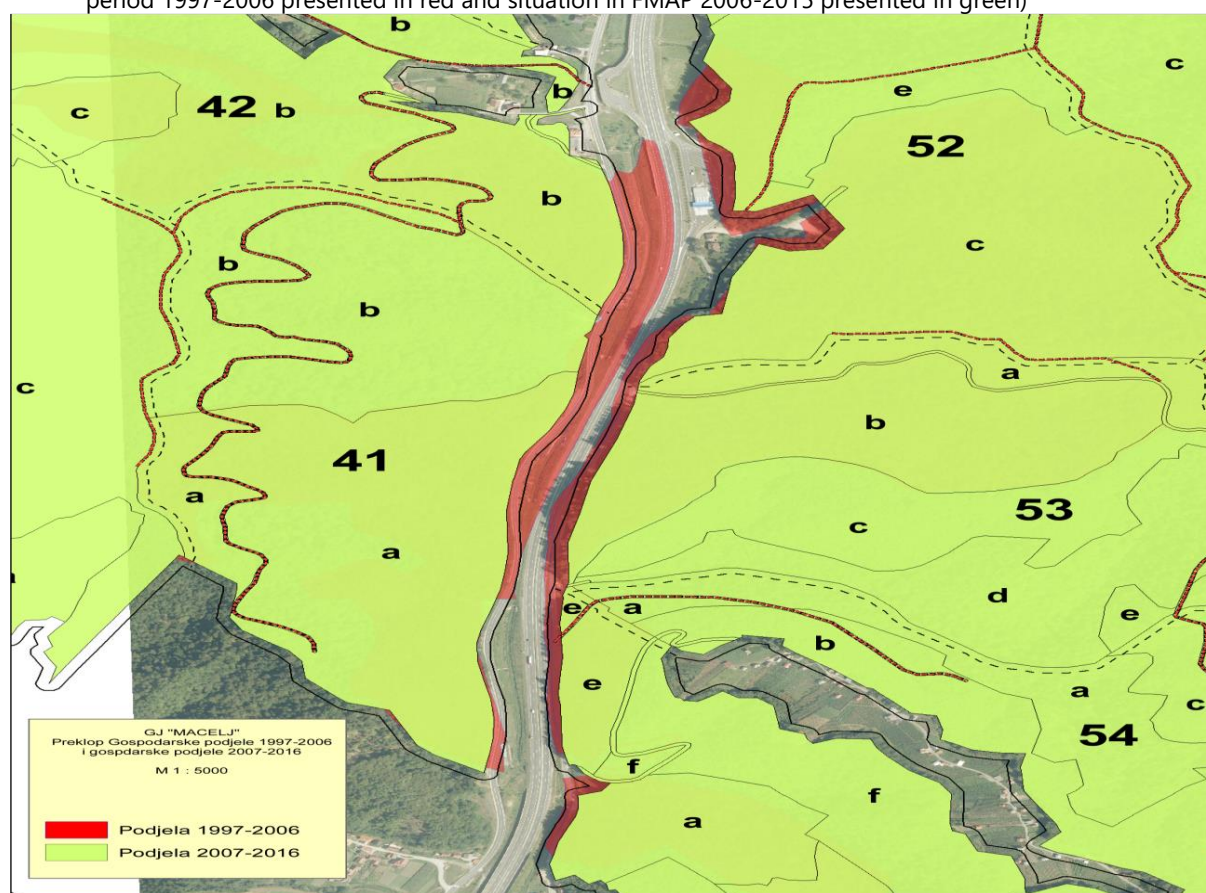 period 1997-2006 presented in red and situation in FMAP 2006-2015 presented in green)
b
c
42
b
b
e
c
52
b
c
b
b
c
a
b
41
53
a
c
a
e
a
d
e
b
e
a
c
54
f
f
a
GJ "MACELJ"
Preklop Gospodarske podjele 1997-2006
i gospdarske podjele 2007-2016
M 1 : 5000
Podjela 1997-2006
Podjela 2007-2016